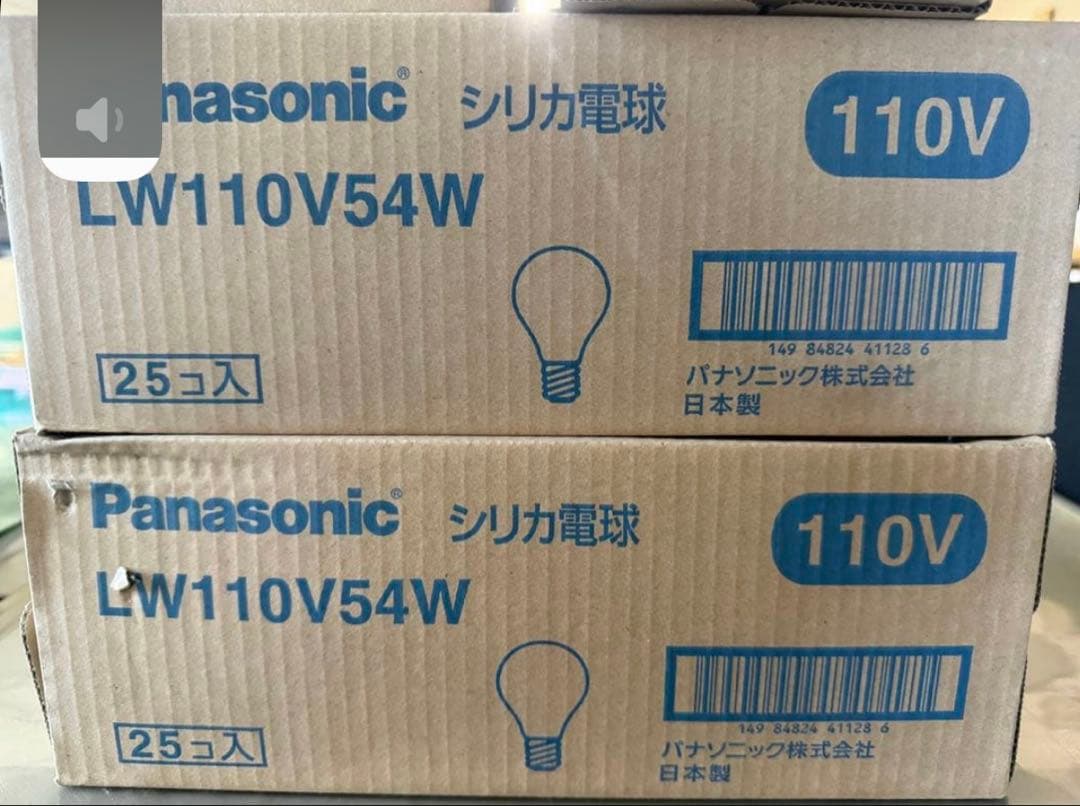 nasonic® シリカ電球 110V
LW110V54W
25コ入
149 84824 41128 6
パナソニック株式会社
日本製
Panasonic® シリカ電球 110V
LW110V54W
25コ入
149 84824 41128 6
パナソニック株式会社
日本製